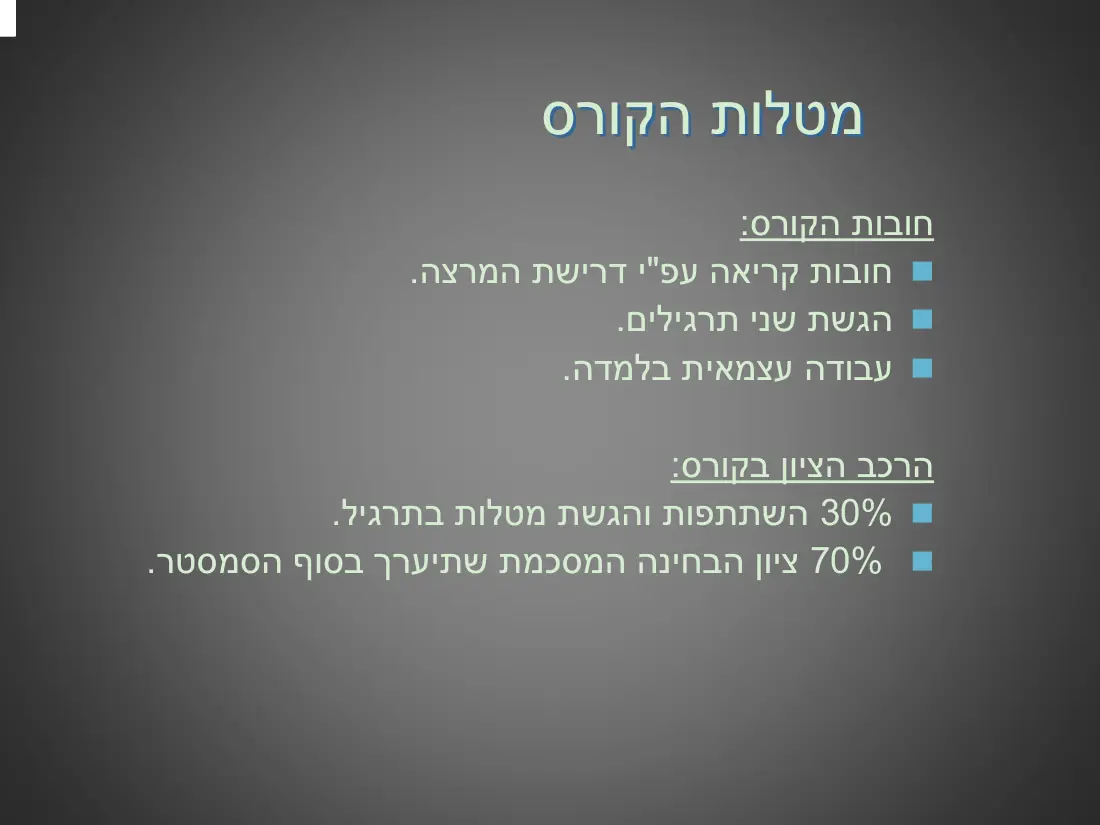 מטלות הקורס
חובות הקורס:
חובות קריאה עפ"י דרישת המרצה.
הגשת שני תרגילים.
עבודה עצמאית בלמדה.
הרכב הציון בקורס:
30% השתתפות והגשת מטלות בתרגיל.
70% ציון הבחינה המסכמת שתיערך בסוף הסמסטר.